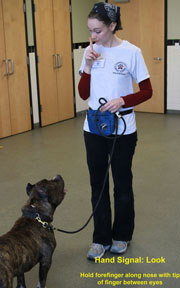 Hand Signal: Look
Hold forefinger along nose with tip
of finger between eyes